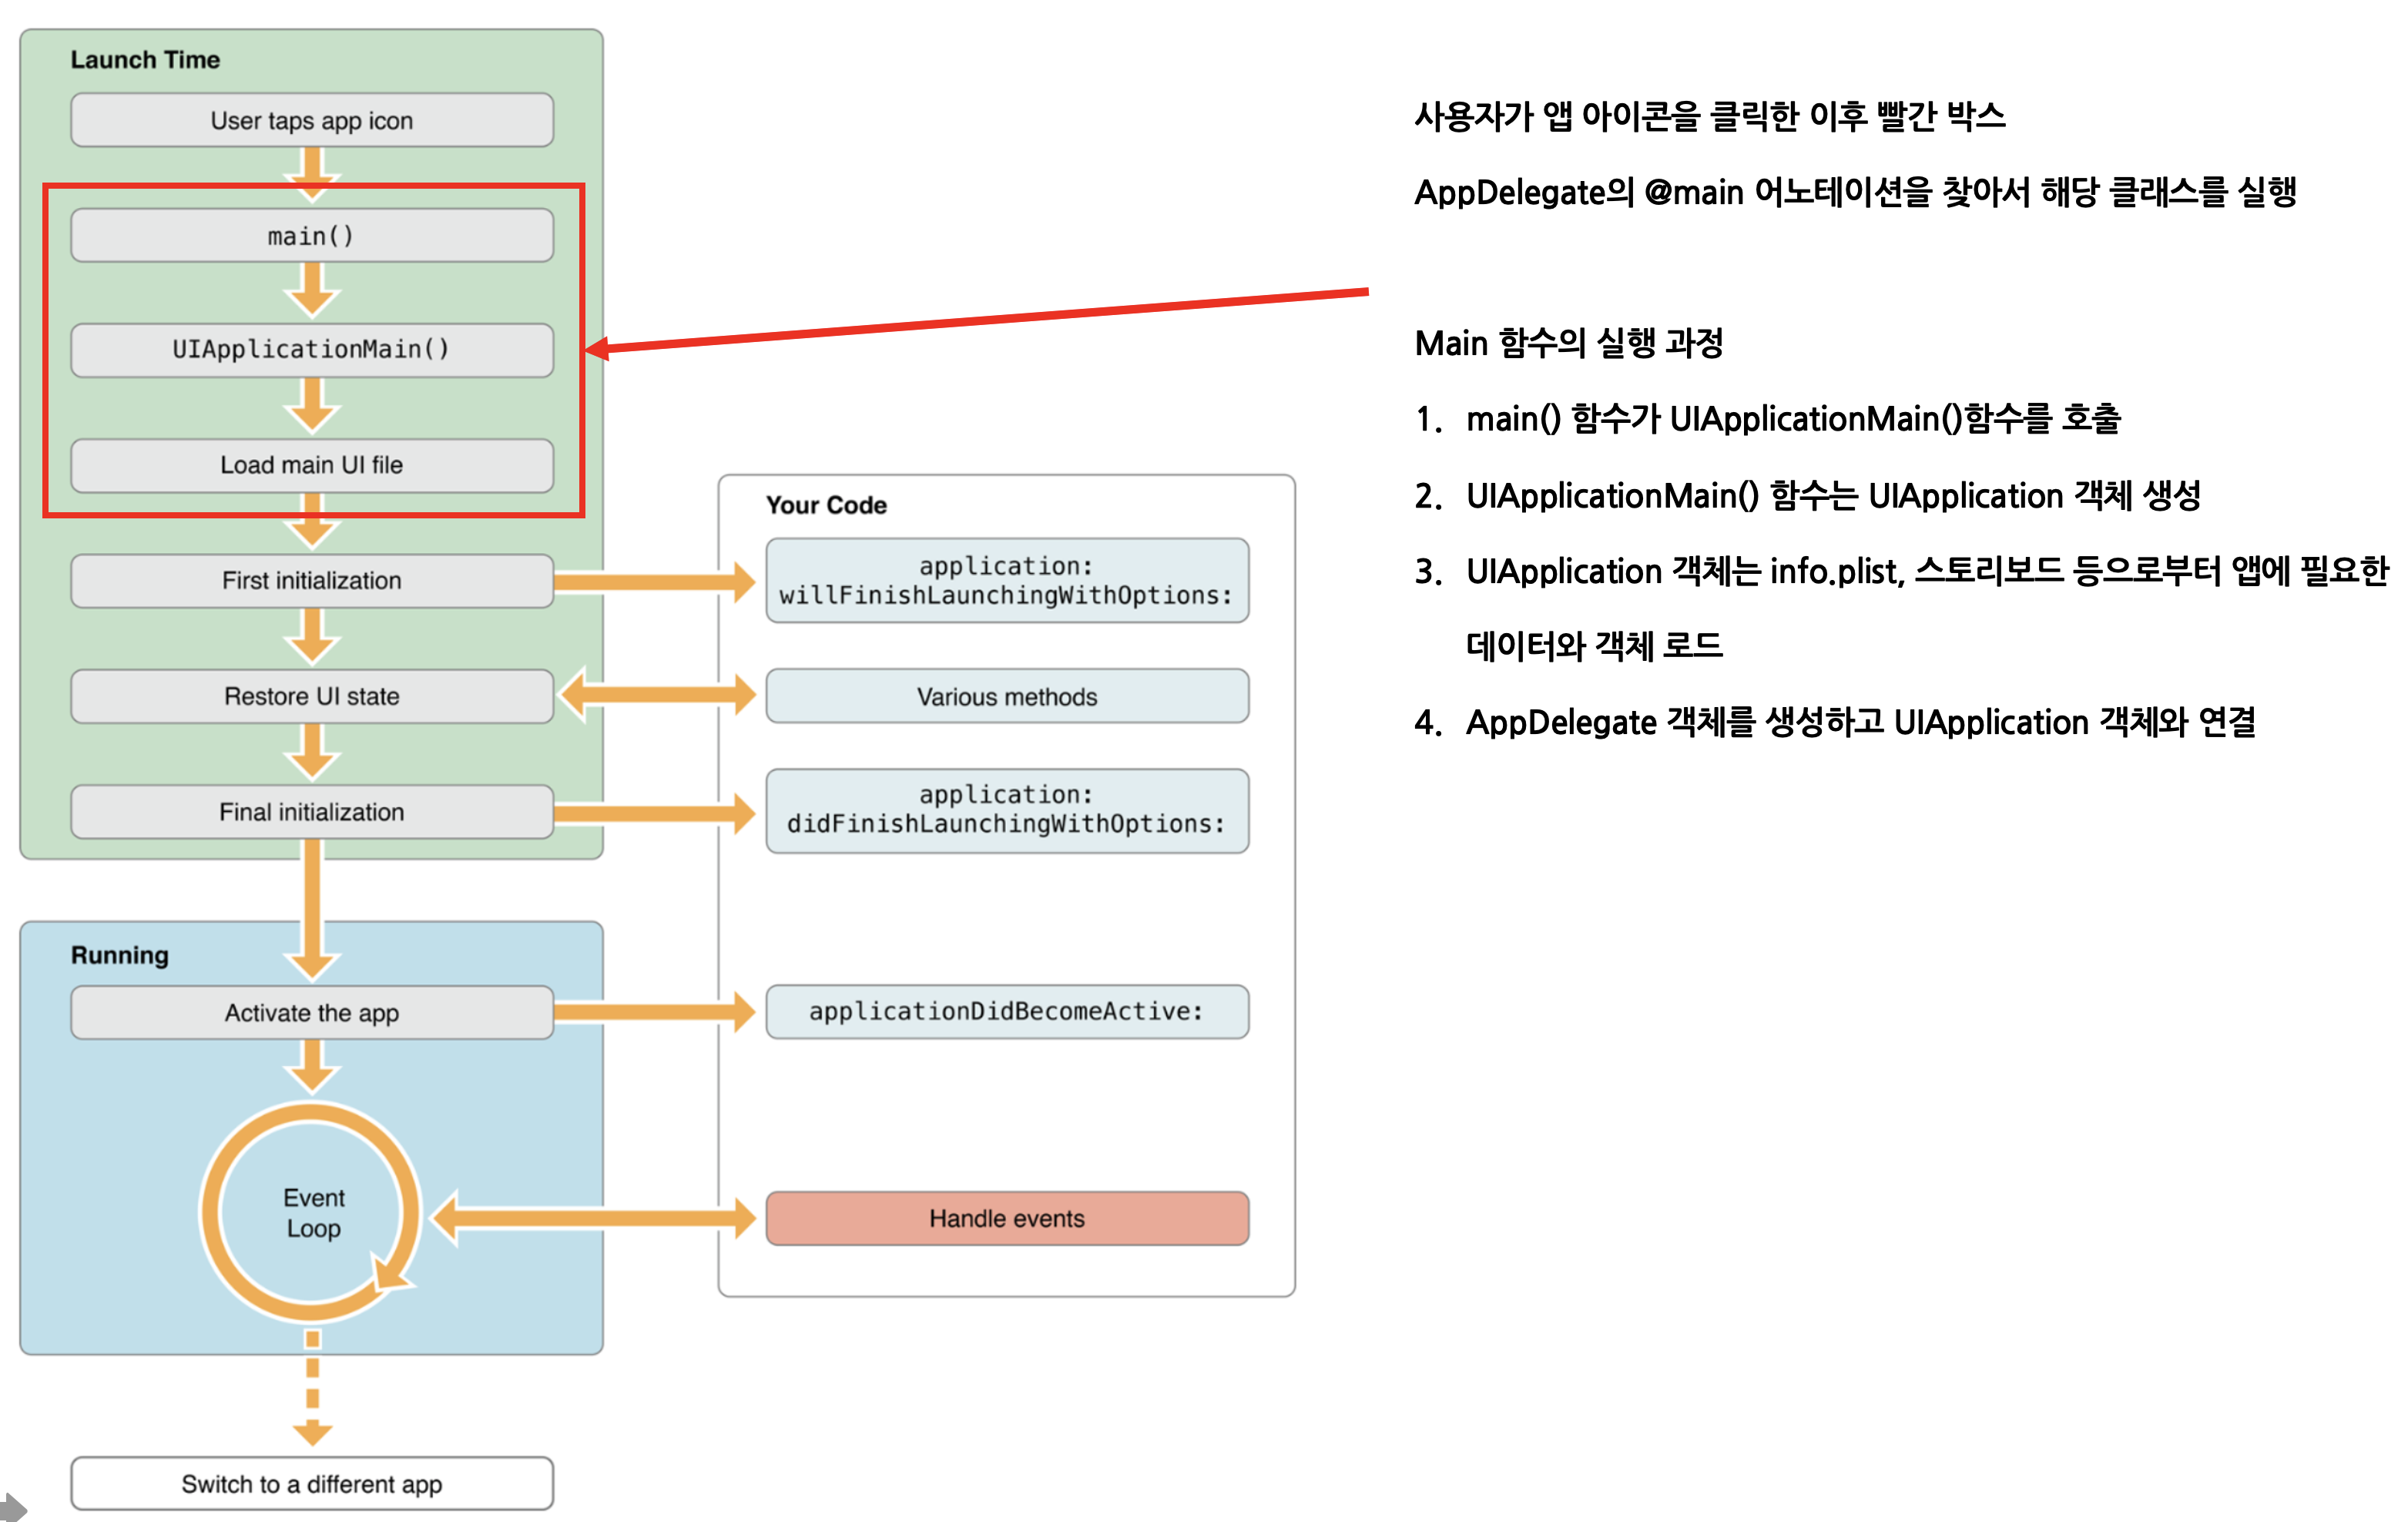 Launch Time
User taps app icon
main()
UIApplicationMain()
Load main UI file
First initialization
Restore UI state
Final initialization
Running
Activate the app
Event
Loop
Switch to a different app
Your Code
application:
willFinishLaunchingWithOptions:
Various methods
application:
didFinishLaunchingWithOptions:
applicationDidBecomeActive:
Handle events
사용자가 앱 아이콘을 클릭한 이후 빨간 박스
AppDelegate의 @main 어노테이션을 찾아서 해당 클래스를 실행
Main 함수의 실행 과정
1. main() 함수가 UIApplicationMain()함수를 호출
2. UIApplicationMain() 함수는 UIApplication 객체 생성
3. UIApplication 객체는 info.plist, 스토리보드 등으로부터 앱에 필요한
데이터와 객체 로드
4. AppDelegate 객체를 생성하고 UIApplication 객체와 연결